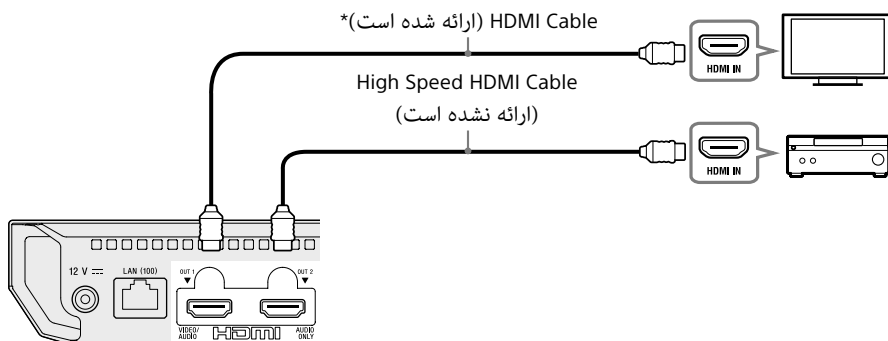 HDMI Cable (ارائه شده است)*
HDMI IN
High Speed HDMI Cable
(ارائه نشده است)
HDMI IN
12 V
LAN (100)
OUT 1
OUT 2
VIDEO/
AUDIO
HDMI
AUDIO
ONLY